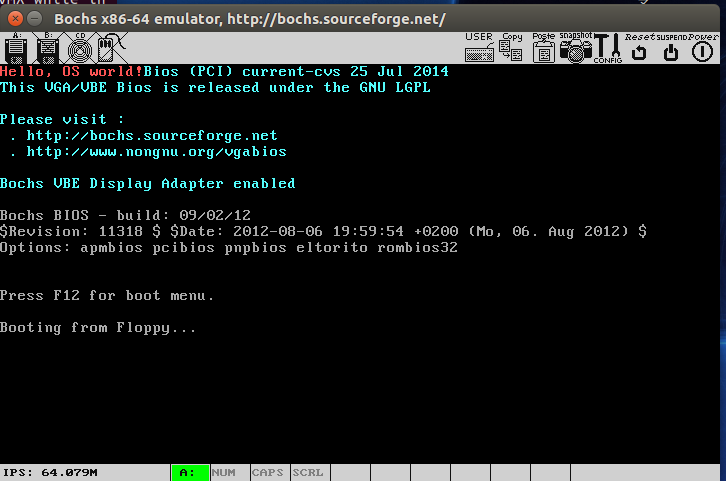 Bochs x86-64 emulator, http://bochs.sourceforge.net/
A: B: CD USER Copy Paste snapshot CONFIG Reset SUSPEND Power
Hello, OS world!Bios (PCI) current-cvs 25 Jul 2014
This VGA/VBE Bios is released under the GNU LGPL
Please visit :
. http://bochs.sourceforge.net
. http://www.nongnu.org/vgabios
Bochs VBE Display Adapter enabled
Bochs BIOS - build: 09/02/12
$Revision: 11318 $ $Date: 2012-08-06 19:59:54 +0200 (Mo, 06. Aug 2012) $
Options: apmbios pcibios pnpbios eltorito rombios32
Press F12 for boot menu.
Booting from Floppy...
IPS: 64.079M A: NUM CAPS SCRL